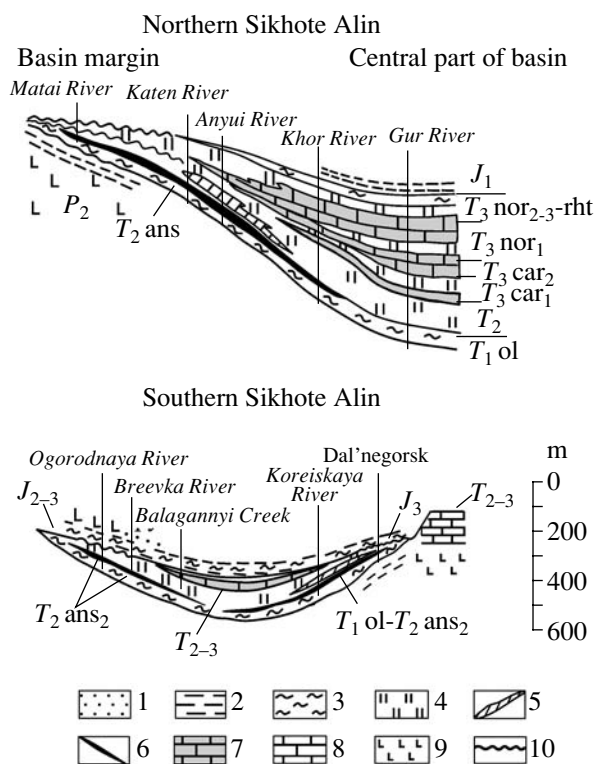 Northern Sikhote Alin
Basin margin Central part of basin
Matai River Katen River
Anyui River
Khor River Gur River
J1
T3 nor2-3-rht
T3 nor1
T3 car2
T3 car1
T2
T1 ol
L L L
L P2
L
T2 ans
Southern Sikhote Alin
m
0
200
400
600
Ogorodnaya River
Breevka River
Balagannyi Creek
Koreiskaya
River
Dal'negorsk
J2–3
J3
T2–3
T2 ans2
T2–3
T1 ol-T2 ans2
1 2 3 4 5
6 7 8 9 10